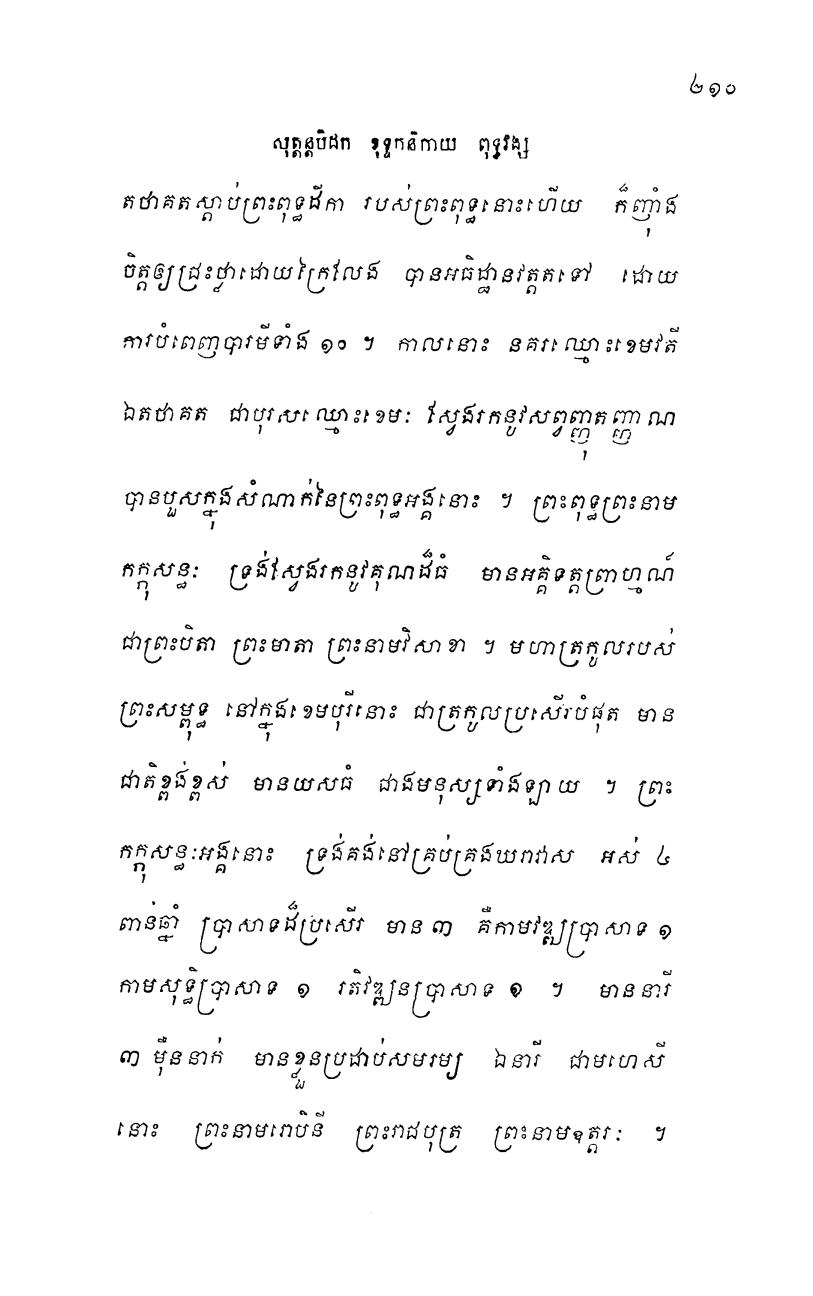 ២១០
សុត្តន្តបិដក ខុទ្ទកនិកាយ ពុទ្ធវង្ស
តថាគតស្តាប់ព្រះពុទ្ធដីកា របស់ព្រះពុទ្ធនោះហើយ ក៏ញុំាង
ចិត្តឲ្យជ្រះថ្លាដោយក្រៃលែង បានអធិដ្ឋានវត្តតទៅ ដោយ
ការបំពេញបារមីទាំង ១០ ។ កាលនោះ នគរឈ្មោះខេមវតី
ឯតថាគត ជាបុរសឈ្មោះខេមៈ ស្វែងរកនូវសព្វញ្ញុតញ្ញាណ
បានបួសក្នុងសំណាក់នៃព្រះពុទ្ធអង្គនោះ ។ ព្រះពុទ្ធព្រះនាម
កក្កុសន្ធៈ ទ្រង់ស្វែងរកនូវគុណដ៏ធំ មានអគ្គិទត្តព្រាហ្មណ៍
ជាព្រះបិតា ព្រះមាតា ព្រះនាមវិសាខា ។ មហាត្រកូលរបស់
ព្រះសម្ពុទ្ធ នៅក្នុងខេមបុរីនោះ ជាត្រកូលប្រសើរបំផុត មាន
ជាតិខ្ពង់ខ្ពស់ មានយសធំ ជាងមនុស្សទាំងឡាយ ។ ព្រះ
កក្កុសន្ធៈអង្គនោះ ទ្រង់គង់នៅគ្រប់គ្រងឃរាវាស អស់ ៤
ពាន់ឆ្នាំ ប្រាសាទដ៏ប្រសើរ មាន ៣ គឺកាមវឌ្ឍប្រាសាទ ១
កាមសុទ្ធិប្រាសាទ ១ រតិវឌ្ឍនប្រាសាទ ១ ។ មាននារី
៣ ម៉ឺននាក់ មានខ្លួនប្រដាប់សមរម្យ ឯនារី ជាមហេសី
នោះ ព្រះនាមរោបិនី ព្រះរាជបុត្រ ព្រះនាមឧត្តរៈ ។